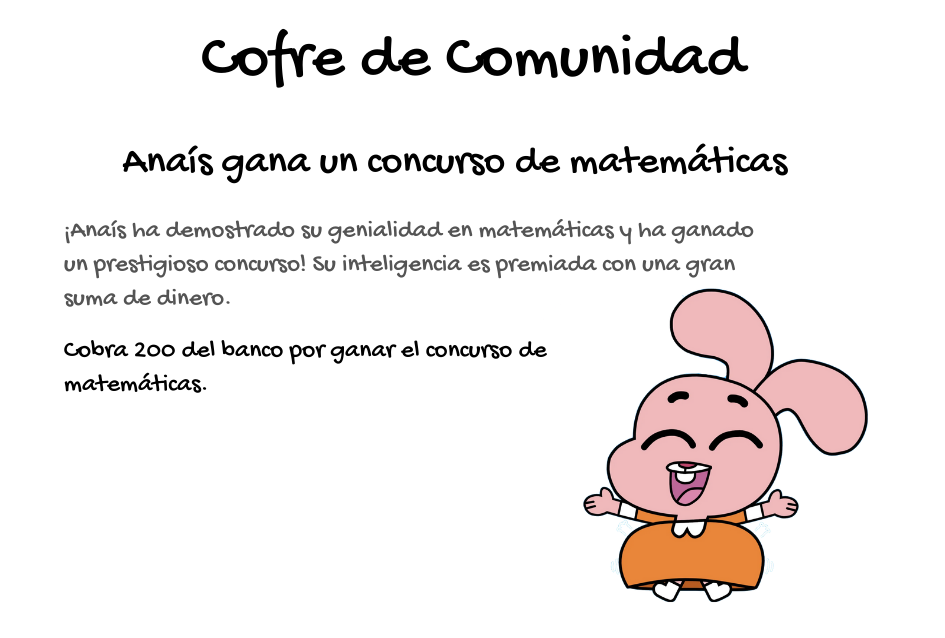 Cofre de Comunidad
Anaís gana un concurso de matemáticas
¡Anaís ha demostrado su genialidad en matemáticas y ha ganado
un prestigioso concurso! Su inteligencia es premiada con una gran
suma de dinero.
Cobra 200 del banco por ganar el concurso de
matemáticas.